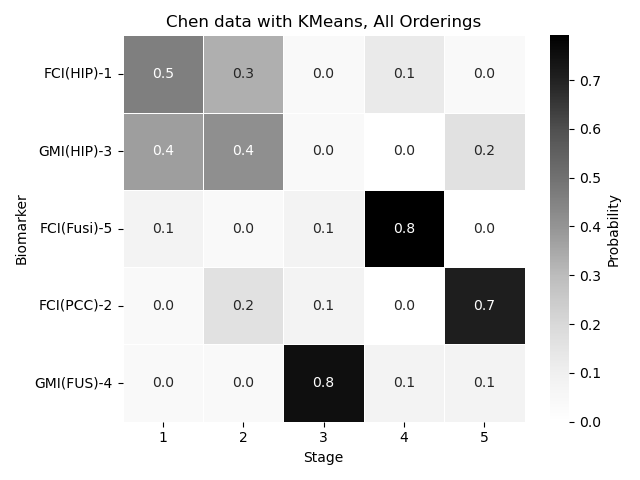 Chen data with KMeans, All Orderings
Biomarker
FCI(HIP)-1 0.5 0.3 0.0 0.1 0.0
GMI(HIP)-3 0.4 0.4 0.0 0.0 0.2
FCI(Fusi)-5 0.1 0.0 0.1 0.8 0.0
FCI(PCC)-2 0.0 0.2 0.1 0.0 0.7
GMI(FUS)-4 0.0 0.0 0.8 0.1 0.1
1 2 3 4 5
Stage
0.7
0.6
0.5
0.4
0.3
0.2
0.1
0.0
Probability